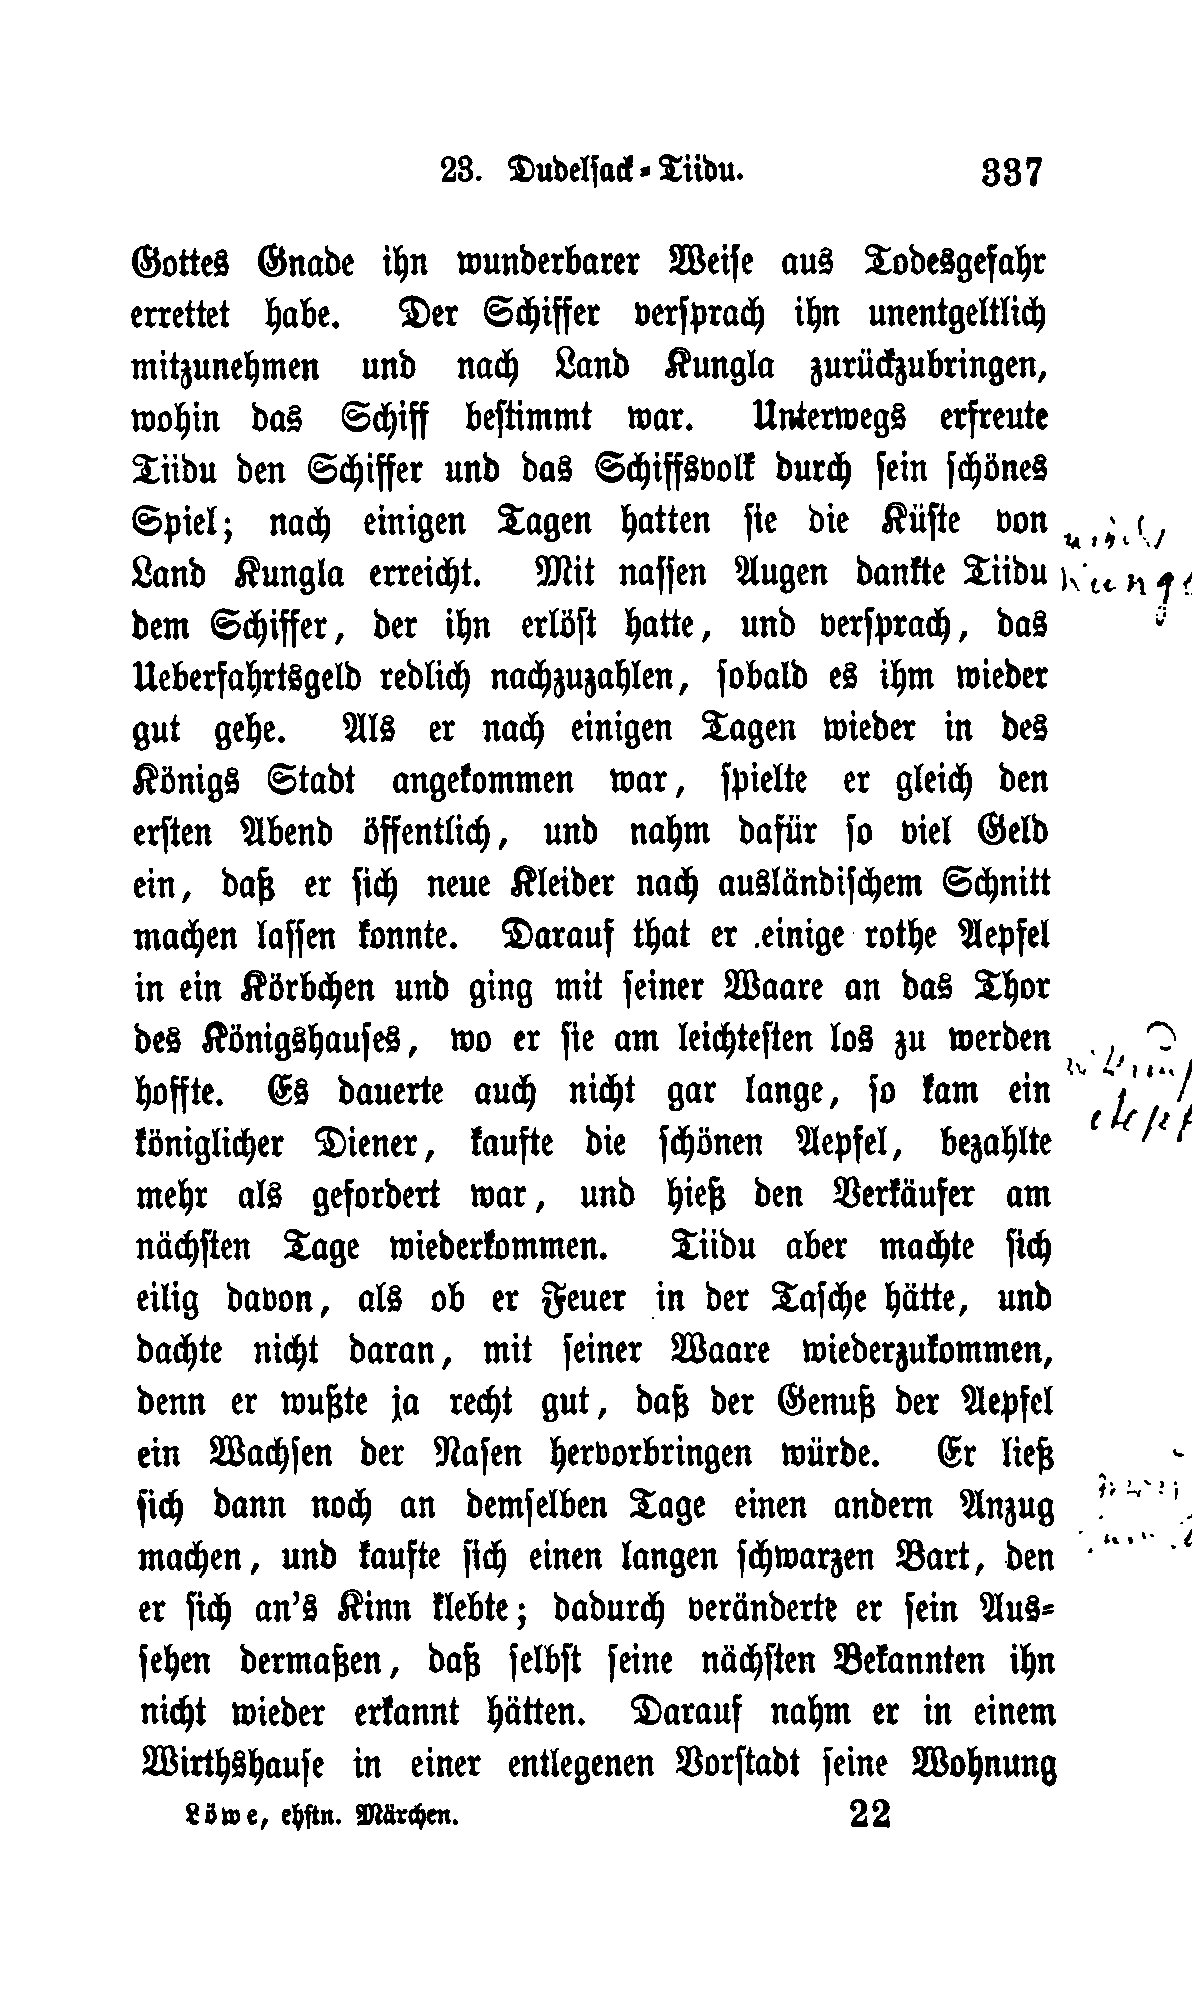 23. Dudelsack-Tiidu. 337
Gottes Gnade ihn wunderbarer Weise aus Todesgefahr
errettet habe. Der Schiffer versprach ihn unentgeltlich
mitzunehmen und nach Land Kungla zurückzubringen,
wohin das Schiff bestimmt war. Unterwegs erfreute
Tiidu den Schiffer und das Schiffsvolk durch sein schönes
Spiel; nach einigen Tagen hatten sie die Küste von
Land Kungla erreicht. Mit nassen Augen dankte Tiidu
dem Schiffer, der ihn erlöst hatte, und versprach, das
Ueberfahrtsgeld redlich nachzuzahlen, sobald es ihm wieder
gut gehe. Als er nach einigen Tagen wieder in des
Königs Stadt angekommen war, spielte er gleich den
ersten Abend öffentlich, und nahm dafür so viel Geld
ein, daß er sich neue Kleider nach ausländischem Schnitt
machen lassen konnte. Darauf that er einige rothe Aepfel
in ein Körbchen und ging mit seiner Waare an das Thor
des Königshauses, wo er sie am leichtesten los zu werden
hoffte. Es dauerte auch nicht gar lange, so kam ein
königlicher Diener, kaufte die schönen Aepfel, bezahlte
mehr als gefordert war, und hieß den Verkäufer am
nächsten Tage wiederkommen. Tiidu aber machte sich
eilig davon, als ob er Feuer in der Tasche hätte, und
dachte nicht daran, mit seiner Waare wiederzukommen,
denn er wußte ja recht gut, daß der Genuß der Aepfel
ein Wachsen der Nasen hervorbringen würde. Er ließ
sich dann noch an demselben Tage einen andern Anzug
machen, und kaufte sich einen langen schwarzen Bart, den
er sich an's Kinn klebte; dadurch veränderte er sein Aus-
sehen dermaßen, daß selbst seine nächsten Bekannten ihn
nicht wieder erkannt hätten. Darauf nahm er in einem
Wirthshause in einer entlegenen Vorstadt seine Wohnung
Löwe, ehstn. Märchen. 22